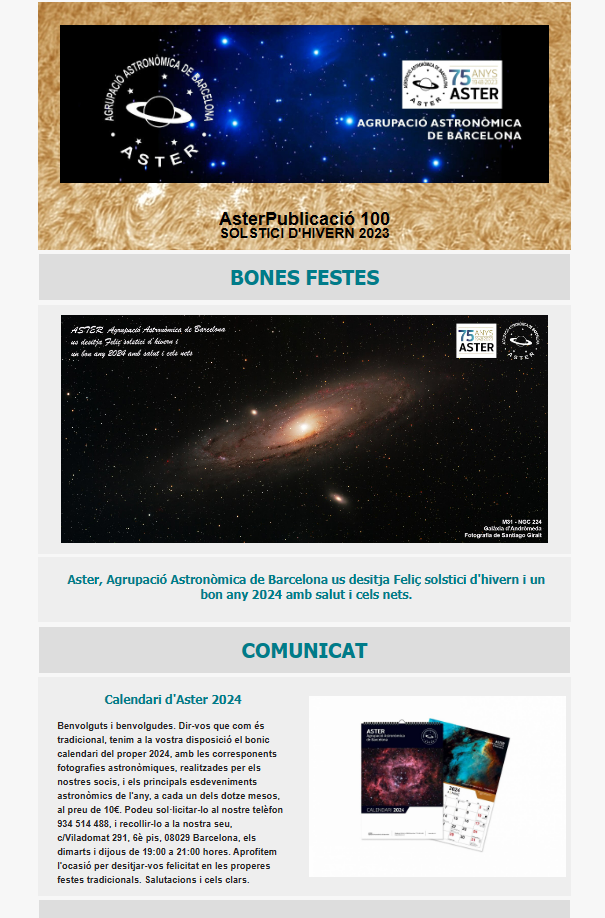 AGRUPACIÓ ASTRONÒMICA DE BARCELONA
ASTER
75 ANYS
1948-2023
ASTER
AGRUPACIÓ ASTRONÒMICA
DE BARCELONA
AsterPublicació 100
SOLSTICI D'HIVERN 2023
BONES FESTES
ASTER, Agrupació Astronòmica de Barcelona
us desitja Feliç solstici d'hivern i
un bon any 2024 amb salut i cels nets
75 ANYS
ASTER
ASTER
M31 - NGC 224
Galàxia d'Andròmeda
Fotografia de Santiago Giralt
Aster, Agrupació Astronòmica de Barcelona us desitja Feliç solstici d'hivern i un
bon any 2024 amb salut i cels nets.
COMUNICAT
Calendari d'Aster 2024
Benvolguts i benvolgudes. Dir-vos que com és
tradicional, tenim a la vostra disposició el bonic
calendari del proper 2024, amb les corresponents
fotografies astronòmiques, realitzades per els
nostres socis, i els principals esdeveniments
astronòmics de l'any, a cada un dels dotze mesos,
al preu de 10€. Podeu sol·licitar-lo al nostre telèfon
934 514 488, i recollir-lo a la nostra seu,
c/Viladomat 291, 6è pis, 08029 Barcelona, els
dimarts i dijous de 19:00 a 21:00 hores. Aprofitem
l'ocasió per desitjar-vos felicitat en les properes
festes tradicionals. Salutacions i cels clars.
ASTER
Agrupació Astronòmica
de Barcelona
CALENDARI 2024
2024